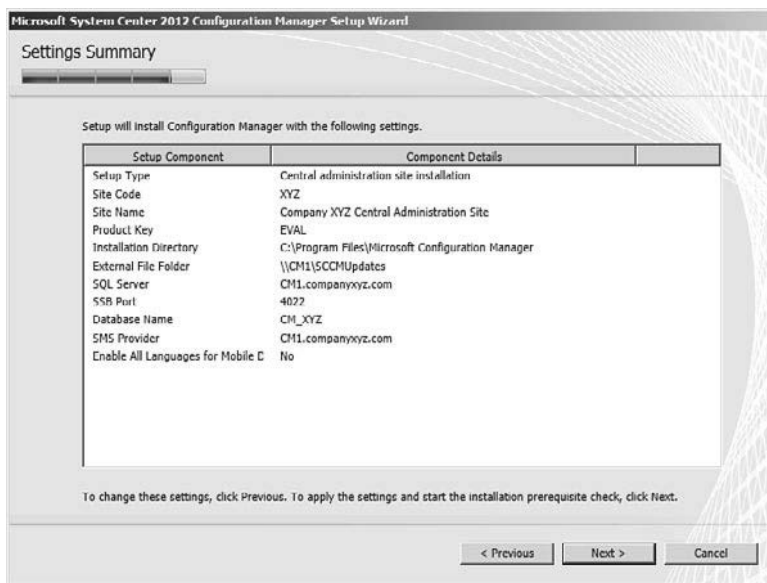 Microsoft System Center 2012 Configuration Manager Setup Wizard
Settings Summary
Setup will install Configuration Manager with the following settings.
Setup Component Component Details
Setup Type Central administration site installation
Site Code XYZ
Site Name Company XYZ Central Administration Site
Product Key EVAL
Installation Directory C:\Program Files\Microsoft Configuration Manager
External File Folder \\CM1\SCCMUpdates
SQL Server CM1.companyxyz.com
SSB Port 4022
Database Name CM_XYZ
SMS Provider CM1.companyxyz.com
Enable All Languages for Mobile D No
To change these settings, click Previous. To apply the settings and start the installation prerequisite check, click Next.
< Previous Next > Cancel